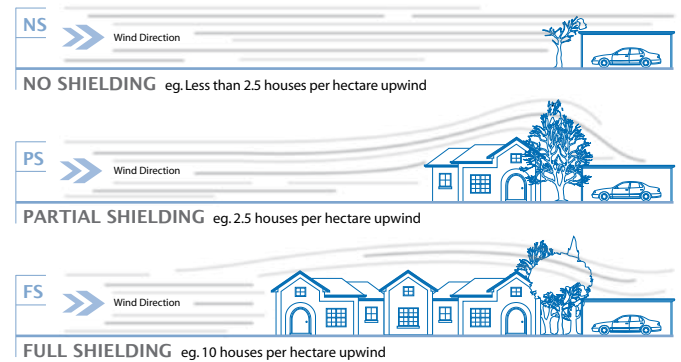 NS
Wind Direction
NO SHIELDING eg. Less than 2.5 houses per hectare upwind
PS
Wind Direction
PARTIAL SHIELDING eg. 2.5 houses per hectare upwind
FS
Wind Direction
FULL SHIELDING eg. 10 houses per hectare upwind